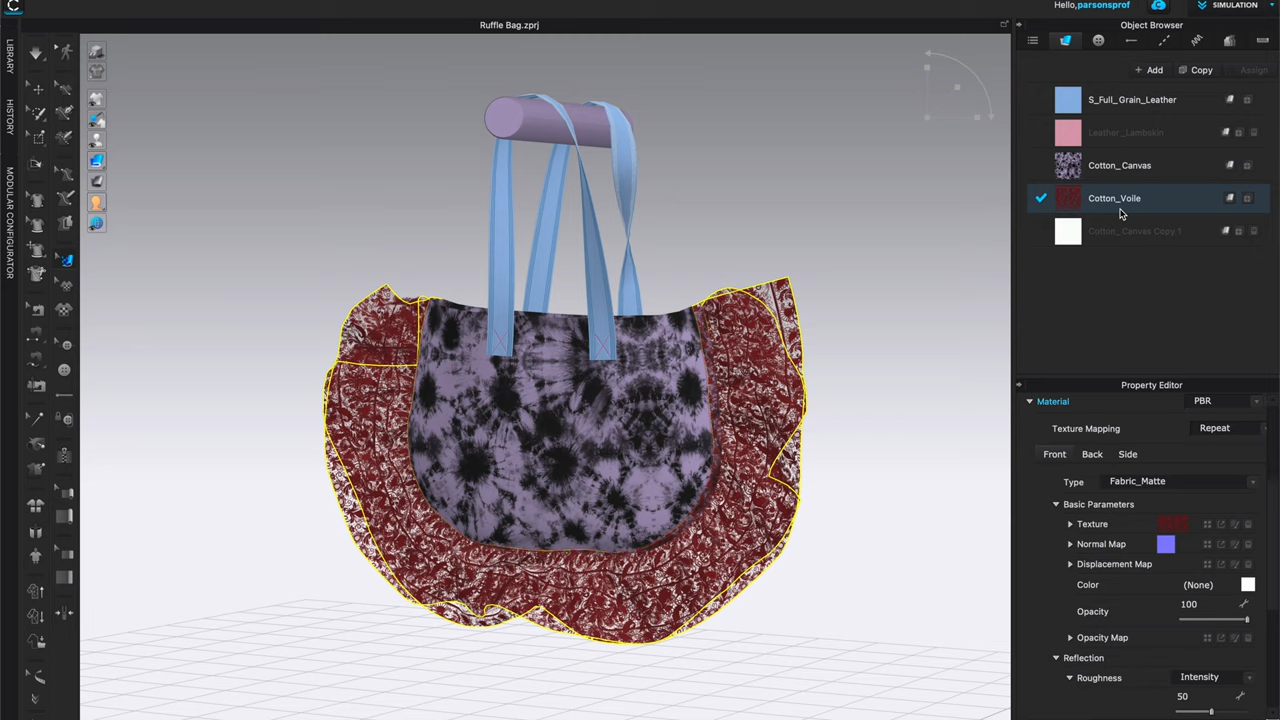 Hello,parsonsprof
SIMULATION
Ruffle Bag.zprj
Object Browser
LIBRARY
HISTORY
MODULAR CONFIGURATOR
+ Add
Copy
Assign
S_Full_Grain_Leather
Leather_Lambskin
Cotton_Canvas
Cotton_Voile
Cotton_Canvas Copy 1
Property Editor
Material PBR
Texture Mapping Repeat
Front Back Side
Type Fabric_Matte
Basic Parameters
Texture
Normal Map
Displacement Map
Color (None)
Opacity 100
Opacity Map
Reflection
Roughness Intensity
50